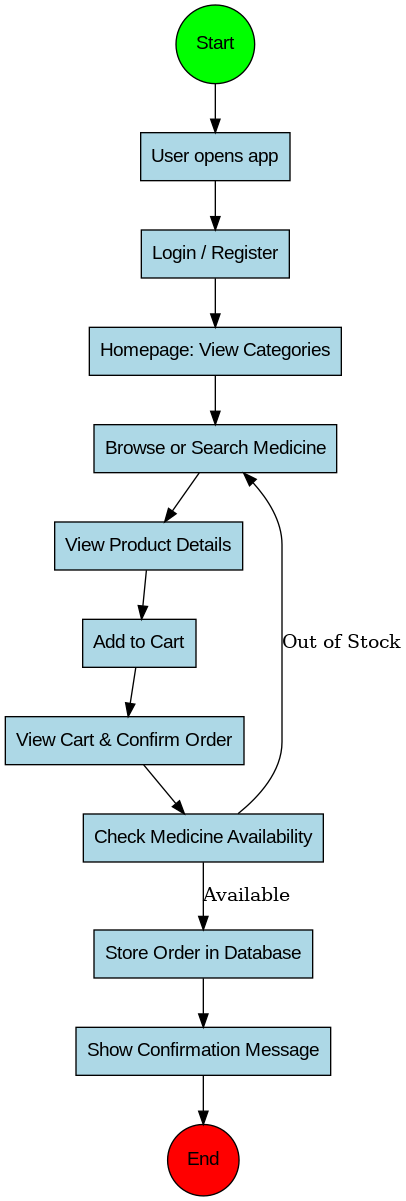 Start
User opens app
Login / Register
Homepage: View Categories
Browse or Search Medicine
View Product Details
Add to Cart
Out of Stock
View Cart & Confirm Order
Check Medicine Availability
Available
Store Order in Database
Show Confirmation Message
End